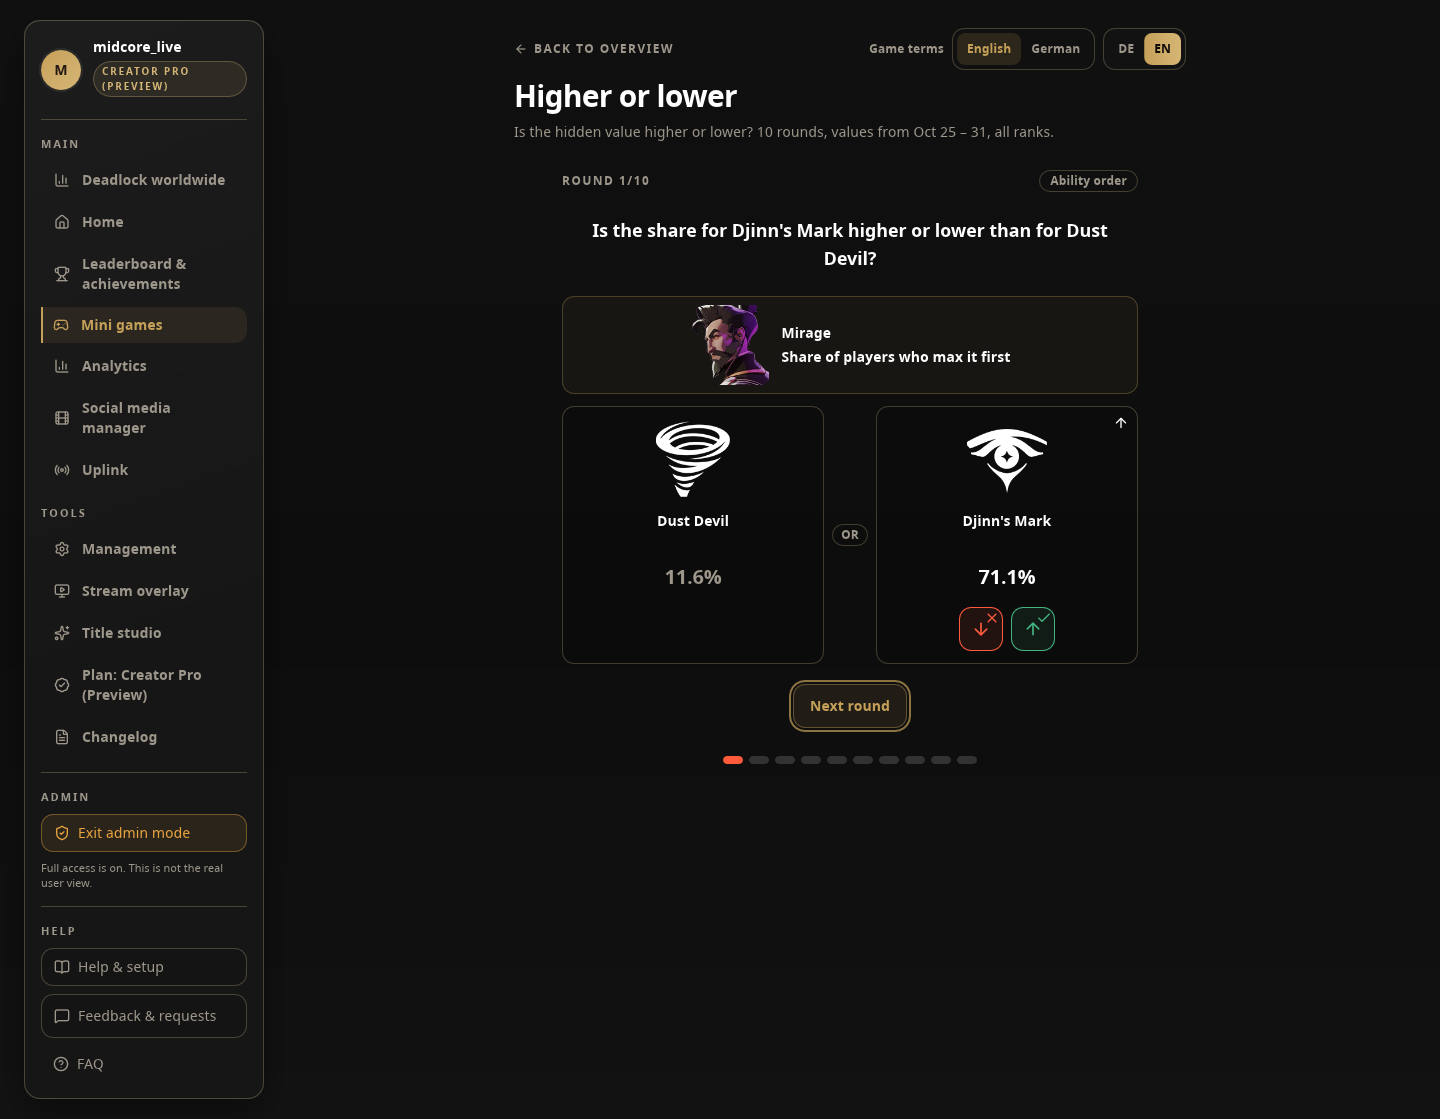 M
midcore_live
CREATOR PRO
(PREVIEW)
MAIN
Deadlock worldwide
Home
Leaderboard &
achievements
Mini games
Analytics
Social media
manager
Uplink
TOOLS
Management
Stream overlay
Title studio
Plan: Creator Pro
(Preview)
Changelog
ADMIN
Exit admin mode
Full access is on. This is not the real
user view.
HELP
Help & setup
Feedback & requests
FAQ
BACK TO OVERVIEW
Game terms English German DE EN
Higher or lower
Is the hidden value higher or lower? 10 rounds, values from Oct 25 – 31, all ranks.
ROUND 1/10 Ability order
Is the share for Djinn's Mark higher or lower than for Dust
Devil?
Mirage
Share of players who max it first
Dust Devil
11.6%
OR
Djinn's Mark
71.1%
Next round